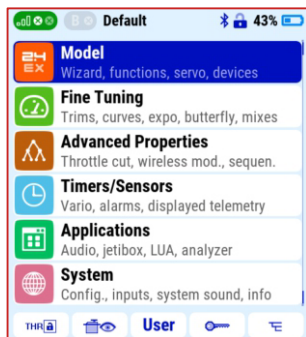 B Default 43%
24
EX
Model
Wizard, functions, servo, devices
Fine Tuning
Trims, curves, expo, butterfly, mixes
Advanced Properties
Throttle cut, wireless mod., sequen.
Timers/Sensors
Vario, alarms, displayed telemetry
Applications
Audio, jetibox, LUA, analyzer
System
Config., inputs, system sound, info
THR User